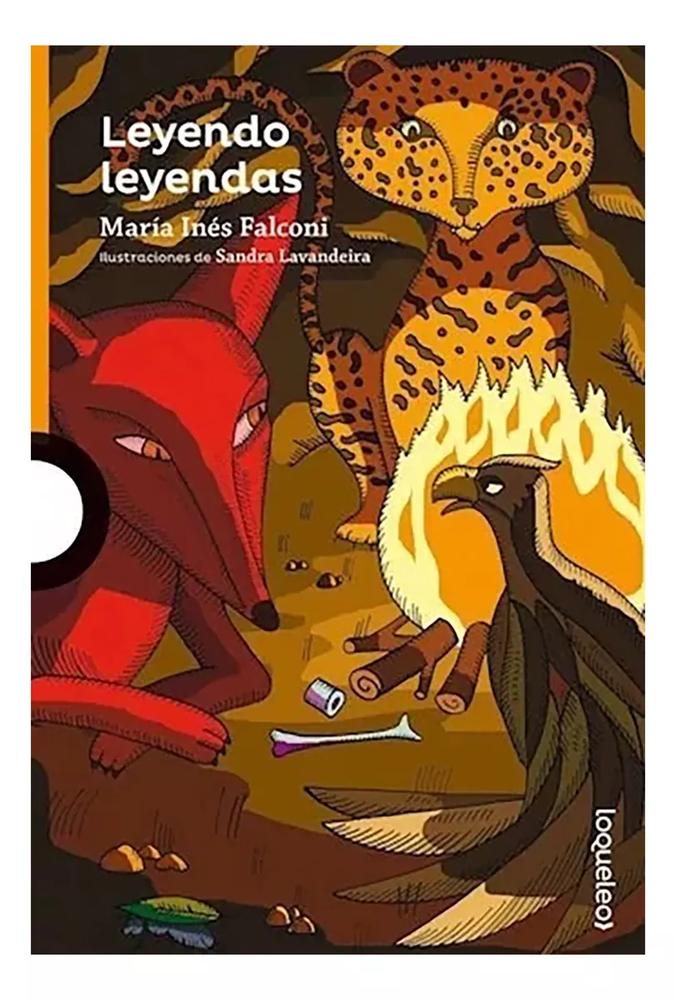 Leyendo
leyendas
María Inés Falconi
Ilustraciones de Sandra Lavandeira
loqueleo